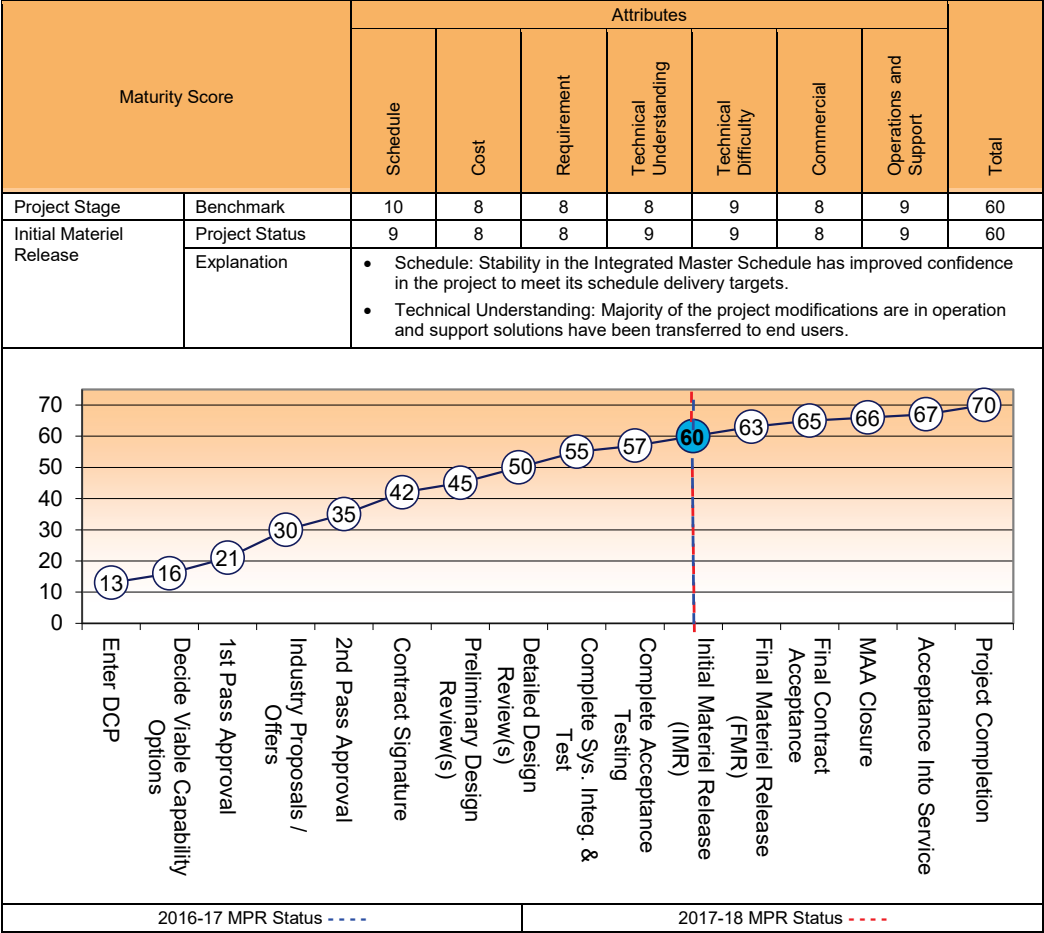 Maturity Score
Attributes
Schedule
Cost
Requirement
Technical
Understanding
Technical
Difficulty
Commercial
Operations and
Support
Total
Project Stage
Benchmark
10 8 8 8 9 8 9 60
Initial Materiel
Release
Project Status
9 8 8 9 9 8 9 60
Explanation
• Schedule: Stability in the Integrated Master Schedule has improved confidence
in the project to meet its schedule delivery targets.
• Technical Understanding: Majority of the project modifications are in operation
and support solutions have been transferred to end users.
70
60
50
40
30
20
10
0
13
16
21
30
35
42
45
50
55
57
60
63
65
66
67
70
Enter DCP
Decide Viable Capability
Options
1st Pass Approval
Industry Proposals /
Offers
2nd Pass Approval
Contract Signature
Preliminary Design
Review(s)
Detailed Design
Review(s)
Complete Sys. Integ. &
Test
Complete Acceptance
Testing
Initial Materiel Release
(IMR)
Final Materiel Release
(FMR)
Final Contract
Acceptance
MAA Closure
Acceptance Into Service
Project Completion
2016-17 MPR Status - - - -
2017-18 MPR Status - - - -